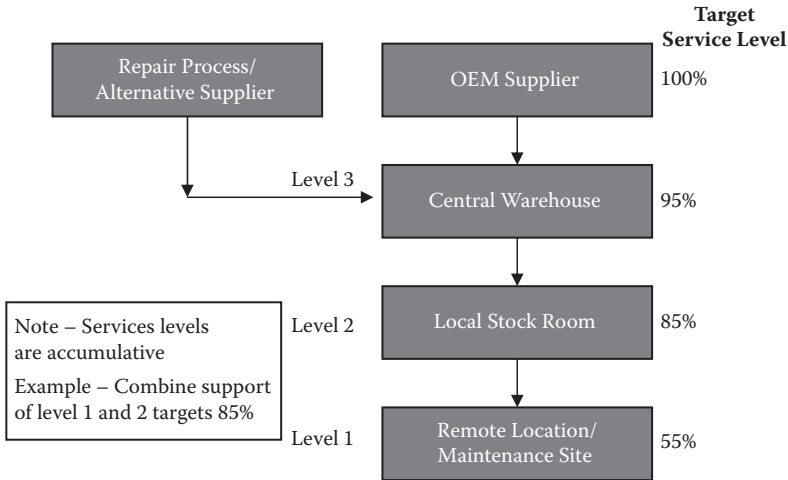 Target
Service Level
Repair Process/
Alternative Supplier
OEM Supplier
100%
Level 3
Central Warehouse
95%
Note – Services levels
are accumulative
Example – Combine support
of level 1 and 2 targets 85%
Level 2
Local Stock Room
85%
Level 1
Remote Location/
Maintenance Site
55%